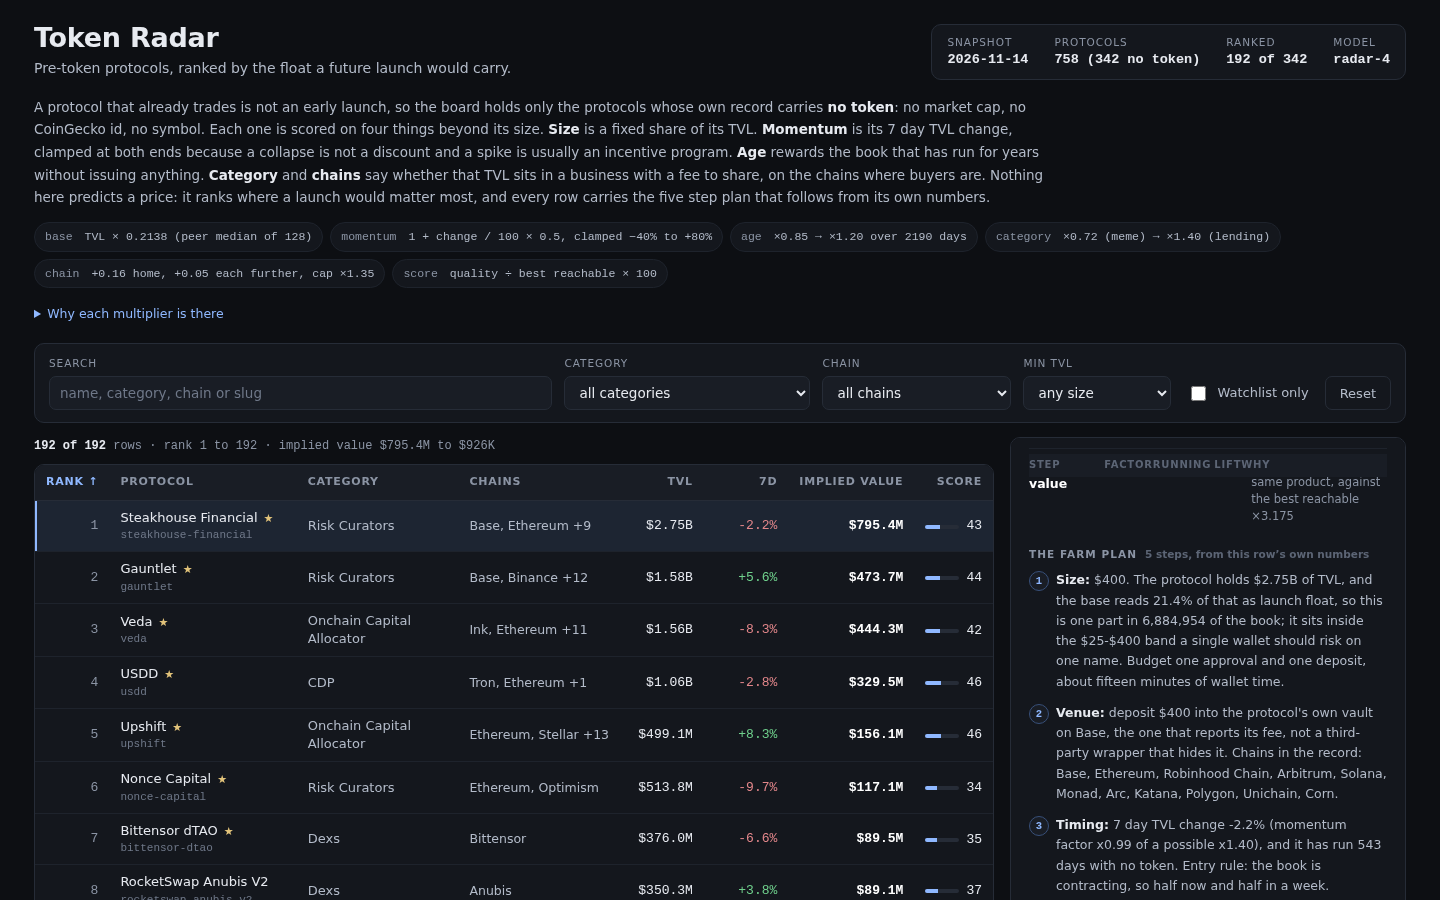 Token Radar
Pre-token protocols, ranked by the float a future launch would carry.
SNAPSHOT PROTOCOLS RANKED MODEL
2026-11-14 758 (342 no token) 192 of 342 radar-4
A protocol that already trades is not an early launch, so the board holds only the protocols whose own record carries no token: no market cap, no
CoinGecko id, no symbol. Each one is scored on four things beyond its size. Size is a fixed share of its TVL. Momentum is its 7 day TVL change,
clamped at both ends because a collapse is not a discount and a spike is usually an incentive program. Age rewards the book that has run for years
without issuing anything. Category and chains say whether that TVL sits in a business with a fee to share, on the chains where buyers are. Nothing
here predicts a price: it ranks where a launch would matter most, and every row carries the five step plan that follows from its own numbers.
base TVL × 0.2138 (peer median of 128) momentum 1 + change / 100 × 0.5, clamped −40% to +80% age ×0.85 → ×1.20 over 2190 days category ×0.72 (meme) → ×1.40 (lending)
chain +0.16 home, +0.05 each further, cap ×1.35 score quality ÷ best reachable × 100
▶ Why each multiplier is there
SEARCH CATEGORY CHAIN MIN TVL
name, category, chain or slug all categories all chains any size Watchlist only Reset
192 of 192 rows · rank 1 to 192 · implied value $795.4M to $926K
RANK ↑ PROTOCOL CATEGORY CHAINS TVL 7D IMPLIED VALUE SCORE
1 Steakhouse Financial ★ Risk Curators Base, Ethereum +9 $2.75B -2.2% $795.4M 43
steakhouse-financial
2 Gauntlet ★ Risk Curators Base, Binance +12 $1.58B +5.6% $473.7M 44
gauntlet
3 Veda ★ Onchain Capital Allocator Ink, Ethereum +11 $1.56B -8.3% $444.3M 42
veda
4 USDD ★ CDP Tron, Ethereum +1 $1.06B -2.8% $329.5M 46
usdd
5 Upshift ★ Onchain Capital Allocator Ethereum, Stellar +13 $499.1M +8.3% $156.1M 46
upshift
6 Nonce Capital ★ Risk Curators Ethereum, Optimism $513.8M -9.7% $117.1M 34
nonce-capital
7 Bittensor dTAO ★ Dexs Bittensor $376.0M -6.6% $89.5M 35
bittensor-dtao
8 RocketSwap Anubis V2 Dexs Anubis $350.3M +3.8% $89.1M 37
rocketswap-anubis-v2
STEP FACTOR RUNNING LIFT WHY
value same product, against
the best reachable
×3.175
THE FARM PLAN 5 steps, from this row's own numbers
1 Size: $400. The protocol holds $2.75B of TVL, and
the base reads 21.4% of that as launch float, so this
is one part in 6,884,954 of the book; it sits inside
the $25-$400 band a single wallet should risk on
one name. Budget one approval and one deposit,
about fifteen minutes of wallet time.
2 Venue: deposit $400 into the protocol's own vault
on Base, the one that reports its fee, not a third-
party wrapper that hides it. Chains in the record:
Base, Ethereum, Robinhood Chain, Arbitrum, Solana,
Monad, Arc, Katana, Polygon, Unichain, Corn.
3 Timing: 7 day TVL change -2.2% (momentum
factor x0.99 of a possible x1.40), and it has run 543
days with no token. Entry rule: the book is
contracting, so half now and half in a week.